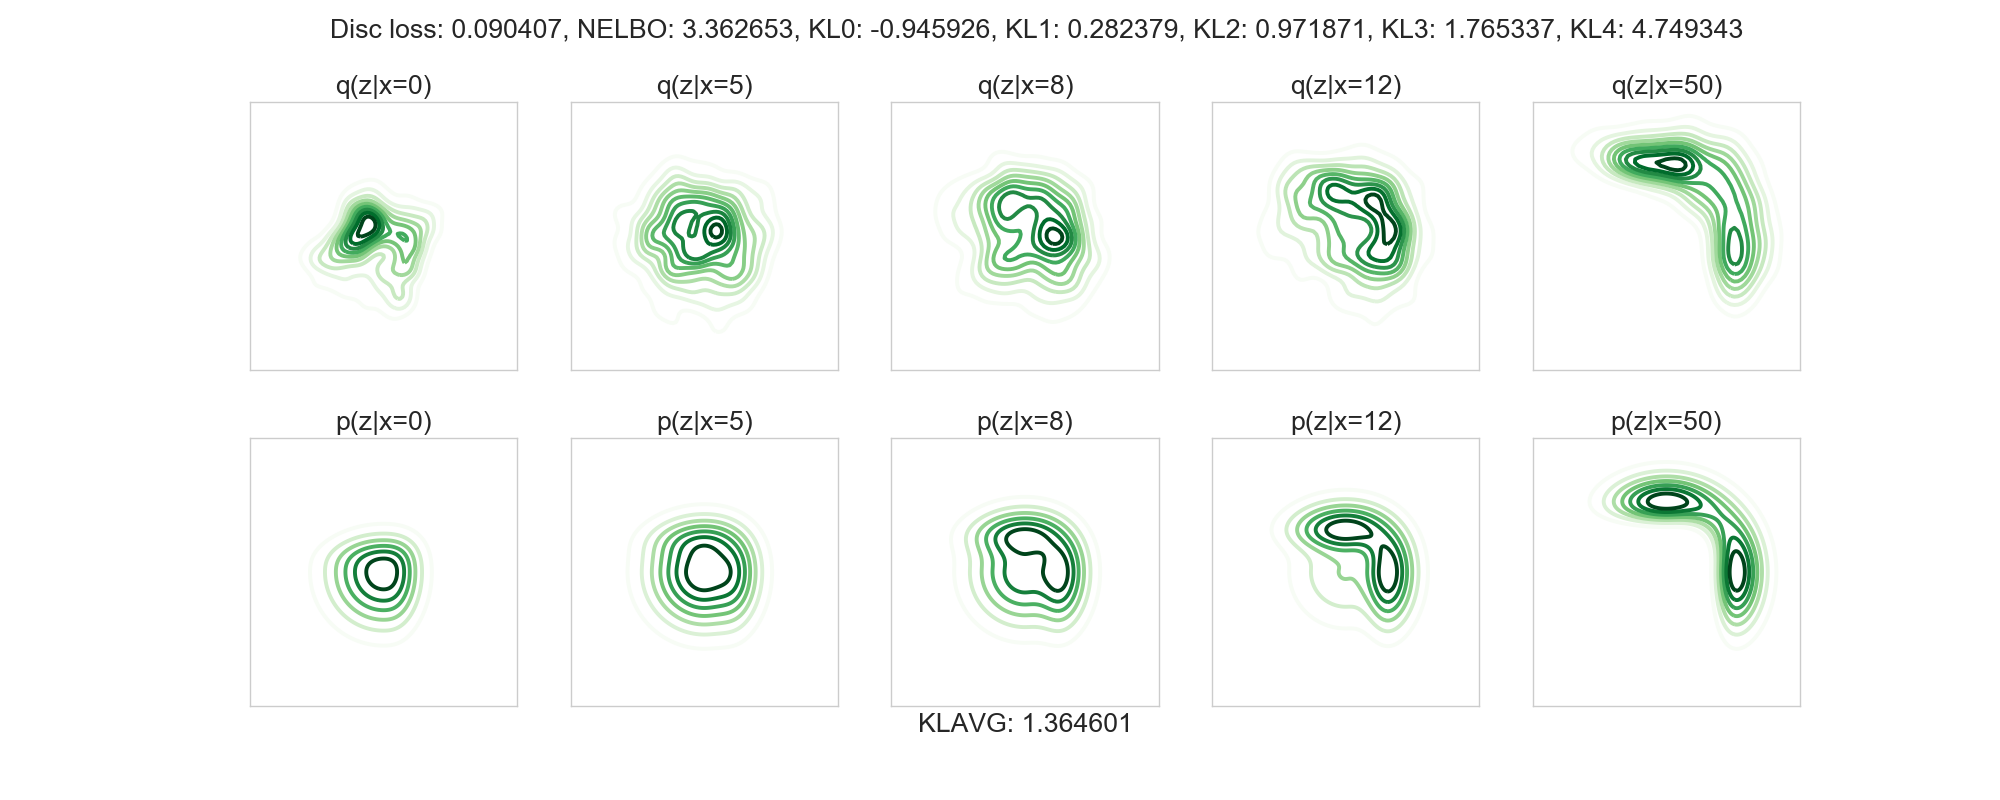 Disc loss: 0.090407, NELBO: 3.362653, KL0: -0.945926, KL1: 0.282379, KL2: 0.971871, KL3: 1.765337, KL4: 4.749343
q(z|x=0) q(z|x=5) q(z|x=8) q(z|x=12) q(z|x=50)
p(z|x=0) p(z|x=5) p(z|x=8) p(z|x=12) p(z|x=50)
KLAVG: 1.364601